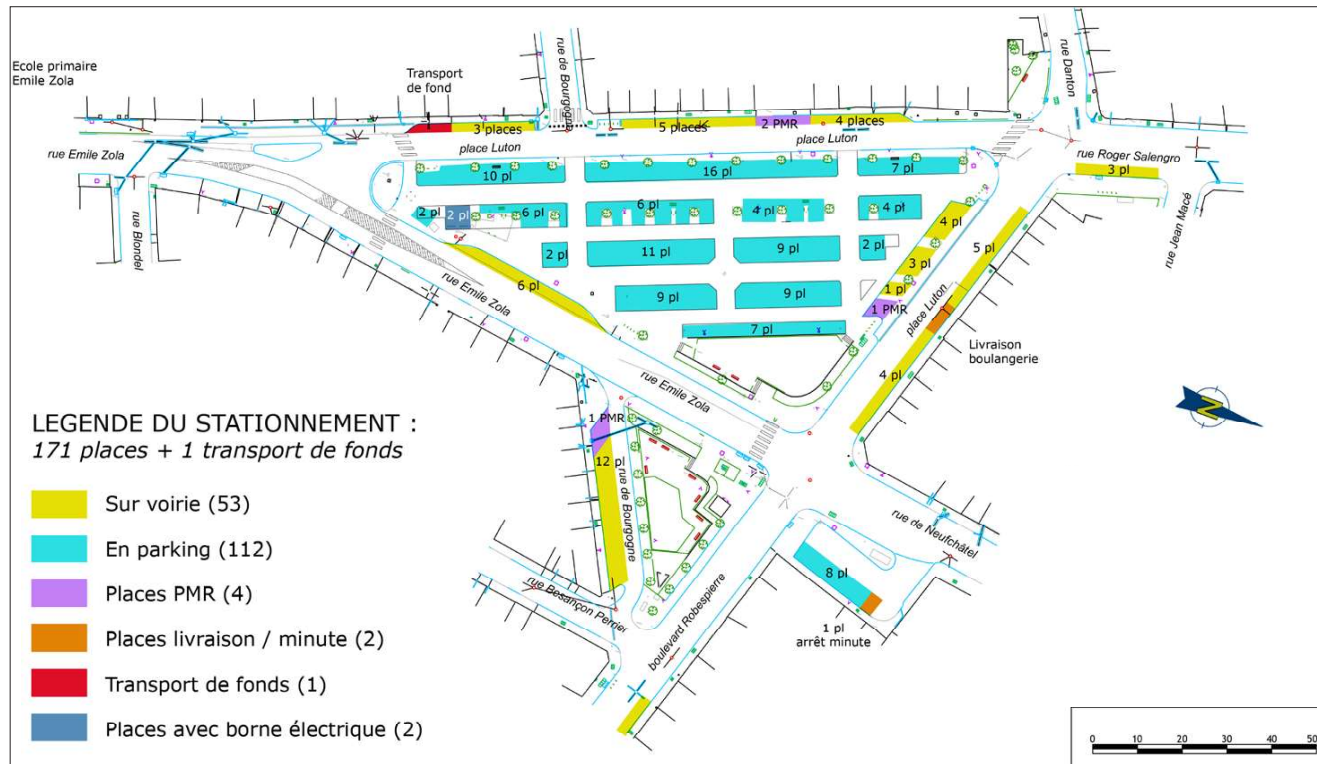 Ecole primaire
Emile Zola
Transport
de fond
rue de Bourgogne
rue Danton
3 places
5 places
2 PMR
4 places
place Luton
place Luton
rue Emile Zola
rue Roger Salengro
3 pl
10 pl
16 pl
7 pl
rue Blondel
rue Jean Macé
2 pl
2 pl
6 pl
6 pl
4 pl
4 pl
4 pl
5 pl
2 pl
11 pl
9 pl
2 pl
3 pl
6 pl
rue Emile Zola
9 pl
9 pl
1 pl
1 PMR
place Luton
7 pl
Livraison
boulangerie
4 pl
rue Emile Zola
1 PMR
12 pl
rue de Bourgogne
N
LEGENDE DU STATIONNEMENT :
171 places + 1 transport de fonds
Sur voirie (53)
En parking (112)
Places PMR (4)
Places livraison / minute (2)
Transport de fonds (1)
Places avec borne électrique (2)
rue de Neufchâtel
rue Besançon Perrier
boulevard Robespierre
8 pl
1 pl
arrêt minute
0 10 20 30 40 50